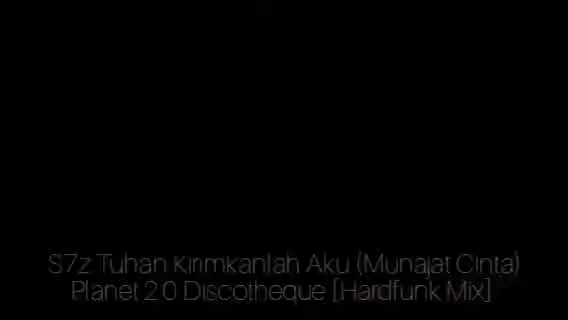 S7z Tuhan Kirimkanlah Aku (Munajat Cinta)
Planet 2.0 Discotheque [Hardfunk Mix]